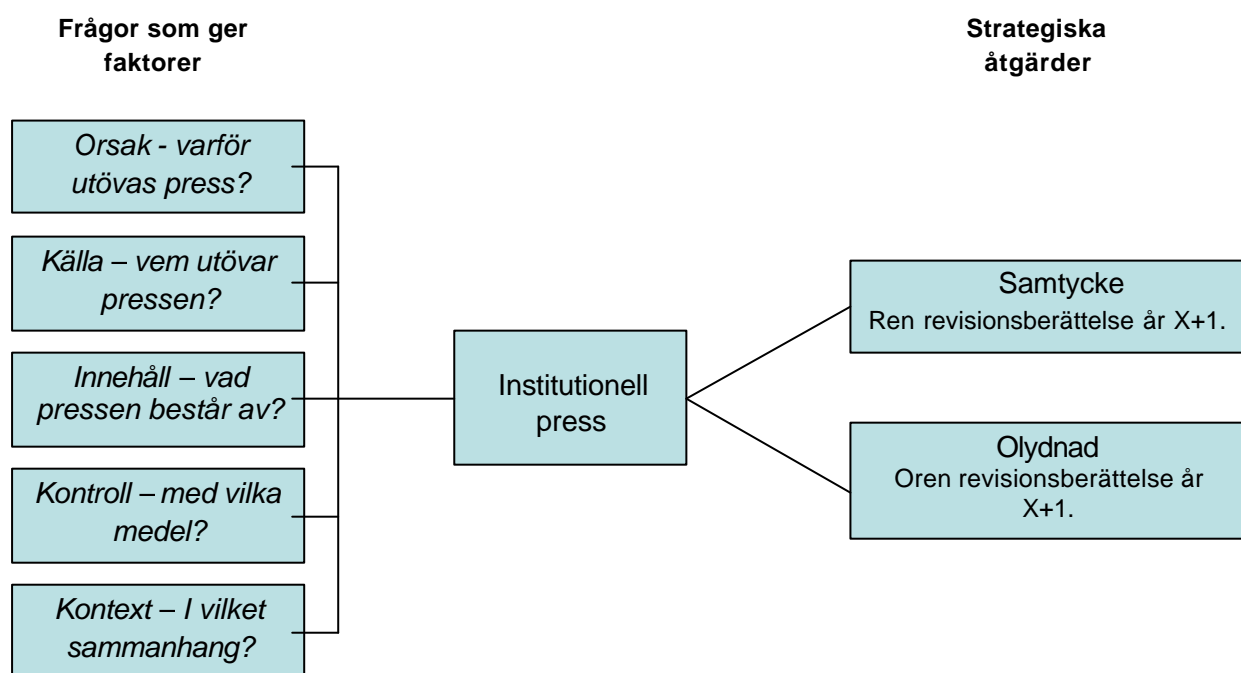 Frågor som ger
faktorer
Strategiska
åtgärder
Orsak - varför
utövas press?
Källa – vem utövar
pressen?
Innehåll – vad
pressen består av?
Kontroll – med vilka
medel?
Kontext – I vilket
sammanhang?
Institutionell
press
Samtycke
Ren revisionsberättelse år X+1.
Olydnad
Oren revisionsberättelse år
X+1.